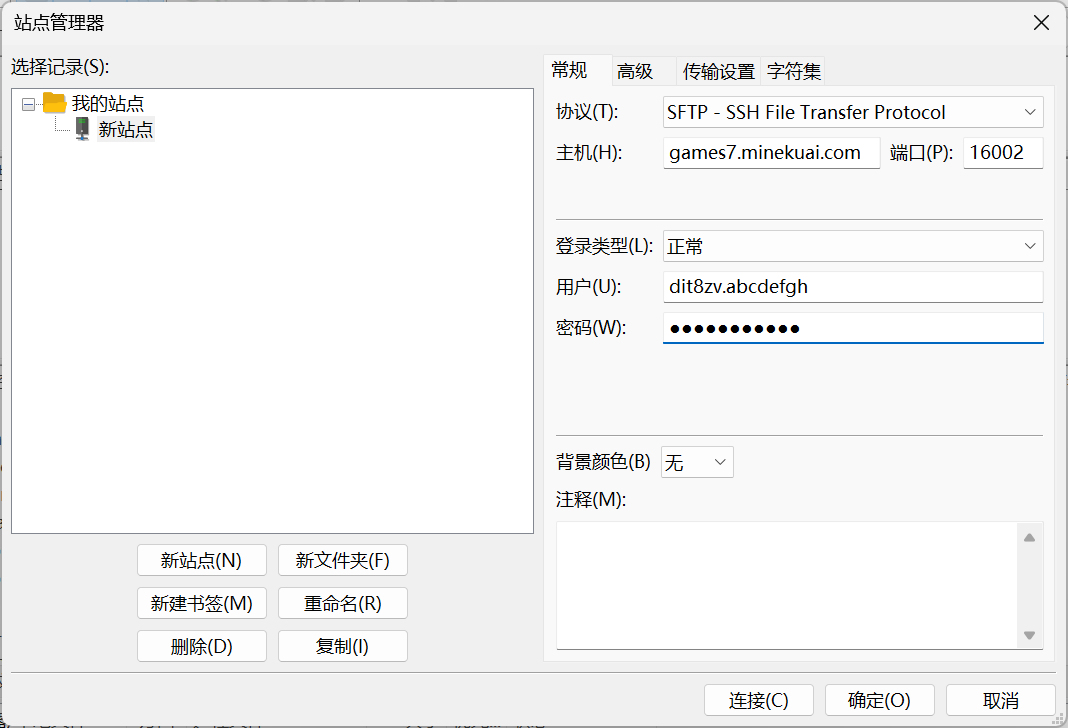 站点管理器
选择记录(S):
我的站点
新站点
新站点(N)
新文件夹(F)
新建书签(M)
重命名(R)
删除(D)
复制(I)
常规
高级
传输设置
字符集
协议(T):
SFTP - SSH File Transfer Protocol
主机(H):
games7.minekuai.com
端口(P):
16002
登录类型(L):
正常
用户(U):
dit8zv.abcdefgh
密码(W):
●●●●●●●●●●●
背景颜色(B)
无
注释(M):
连接(C)
确定(O)
取消